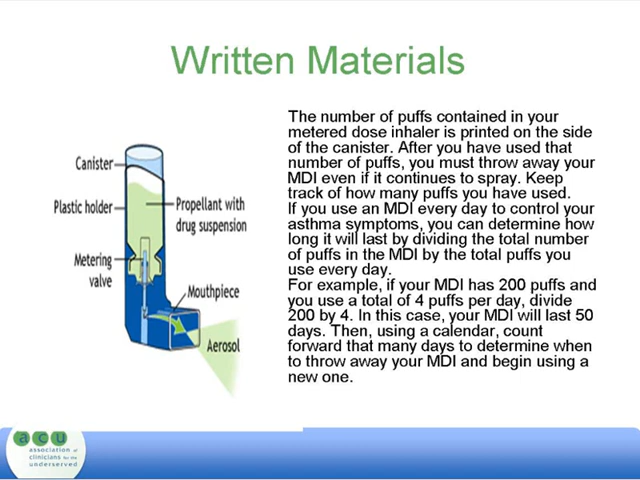 Written Materials
The number of puffs contained in your
metered dose inhaler is printed on the side
of the canister. After you have used that
number of puffs, you must throw away your
MDI even if it continues to spray. Keep
track of how many puffs you have used.
If you use an MDI every day to control your
asthma symptoms, you can determine how
long it will last by dividing the total number
of puffs in the MDI by the total puffs you
use every day.
For example, if your MDI has 200 puffs and
you use a total of 4 puffs per day, divide
200 by 4. In this case, your MDI will last 50
days. Then, using a calendar, count
forward that many days to determine when
to throw away your MDI and begin using a
new one.
Canister
Plastic holder
Propellant with
drug suspension
Metering
valve
Mouthpiece
Aerosol
acu
association of
clinicians for the
underserved